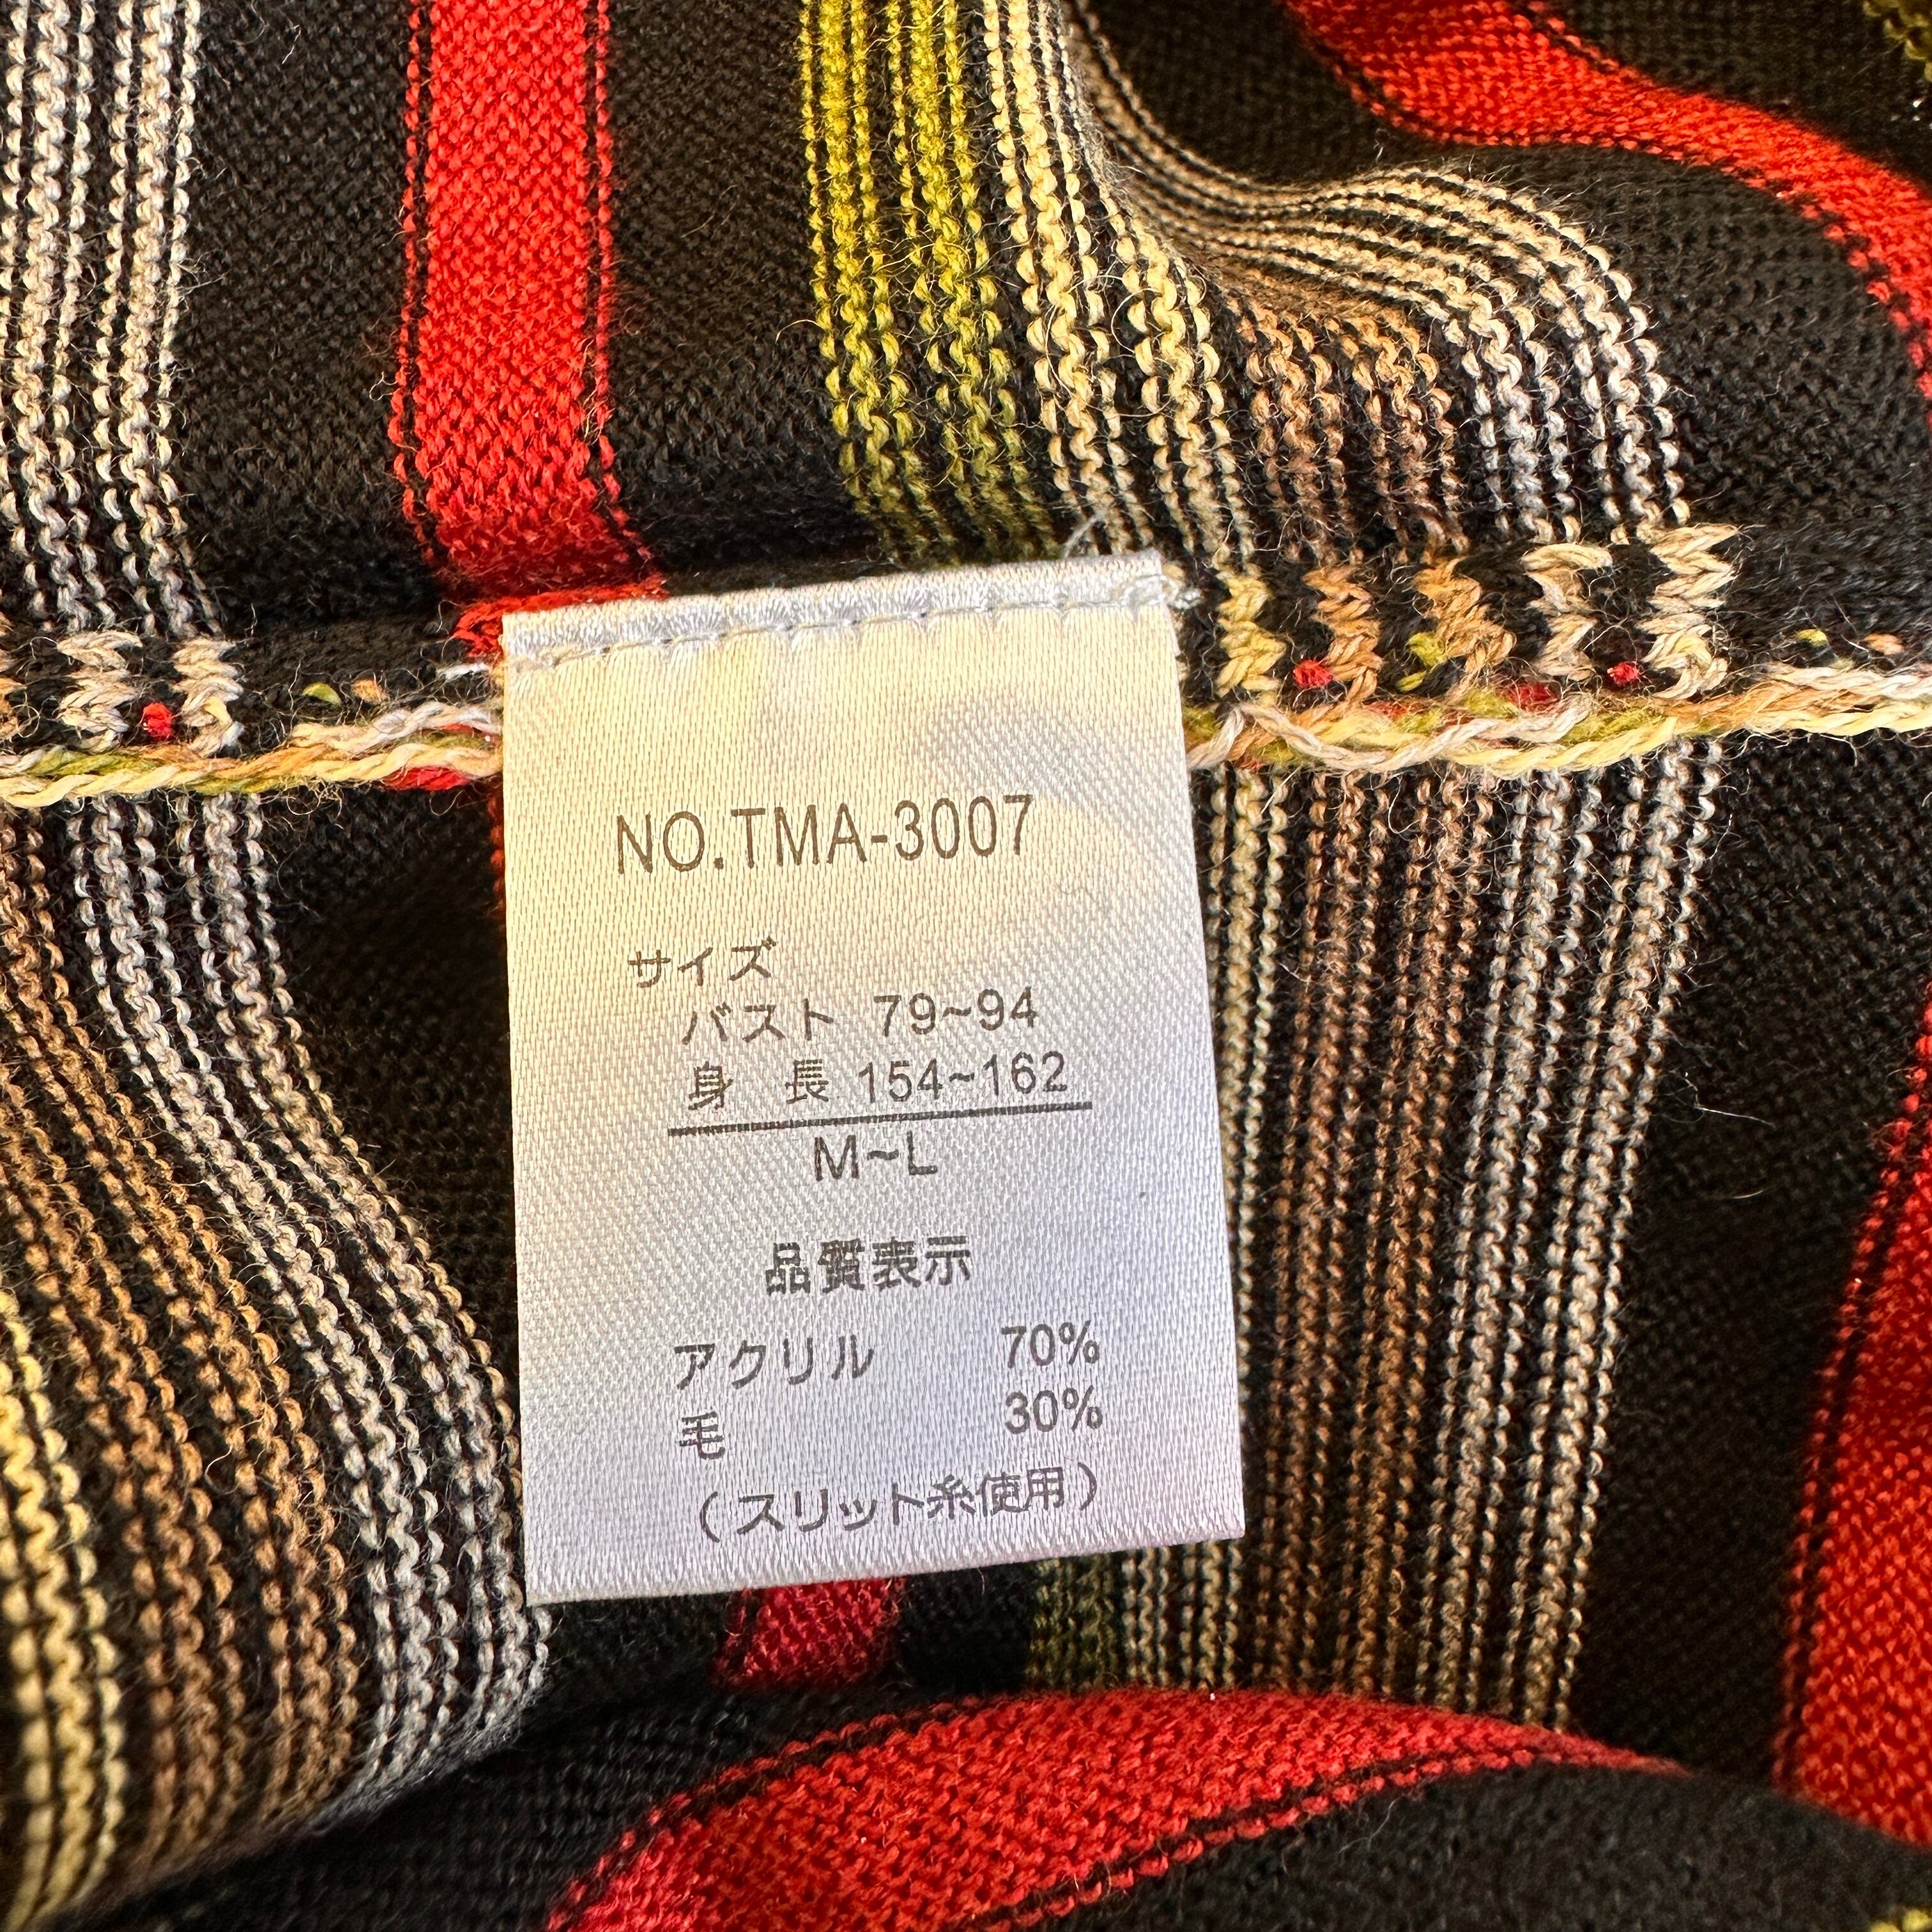 NO.TMA-3007
サイズ
バスト 79~94
身 長 154~162
M~L
品質表示
アクリル 70%
毛 30%
(スリット糸使用)